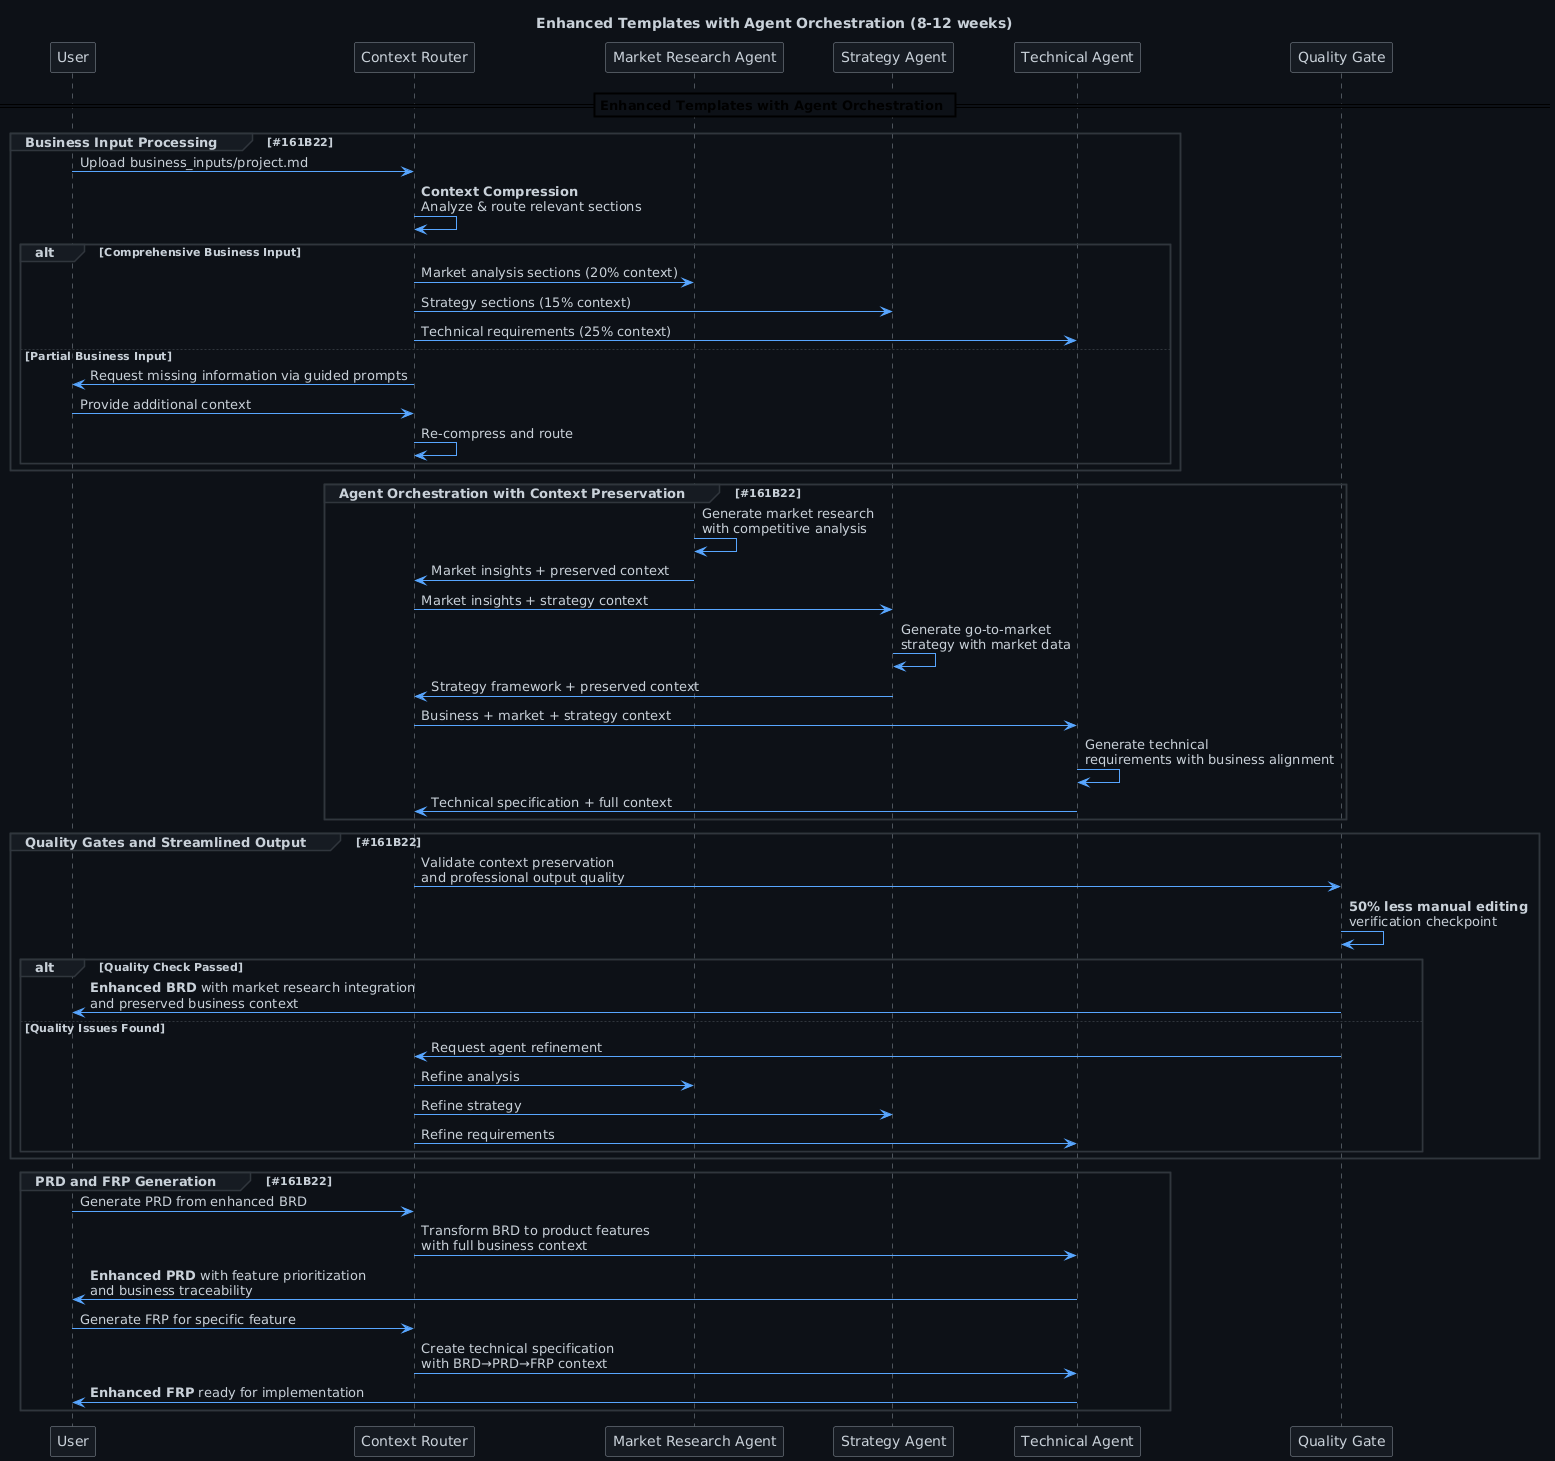 Enhanced Templates with Agent Orchestration (8-12 weeks)
User
Context Router
Market Research Agent
Strategy Agent
Technical Agent
Quality Gate
Enhanced Templates with Agent Orchestration
Business Input Processing
[#161B22]
Upload business_inputs/project.md
Context Compression
Analyze & route relevant sections
alt
[Comprehensive Business Input]
Market analysis sections (20% context)
Strategy sections (15% context)
Technical requirements (25% context)
[Partial Business Input]
Request missing information via guided prompts
Provide additional context
Re-compress and route
Agent Orchestration with Context Preservation
[#161B22]
Generate market research
with competitive analysis
Market insights + preserved context
Market insights + strategy context
Generate go-to-market
strategy with market data
Strategy framework + preserved context
Business + market + strategy context
Generate technical
requirements with business alignment
Technical specification + full context
Quality Gates and Streamlined Output
[#161B22]
Validate context preservation
and professional output quality
50% less manual editing
verification checkpoint
alt
[Quality Check Passed]
Enhanced BRD with market research integration
and preserved business context
[Quality Issues Found]
Request agent refinement
Refine analysis
Refine strategy
Refine requirements
PRD and FRP Generation
[#161B22]
Generate PRD from enhanced BRD
Transform BRD to product features
with full business context
Enhanced PRD with feature prioritization
and business traceability
Generate FRP for specific feature
Create technical specification
with BRD→PRD→FRP context
Enhanced FRP ready for implementation
User
Context Router
Market Research Agent
Strategy Agent
Technical Agent
Quality Gate